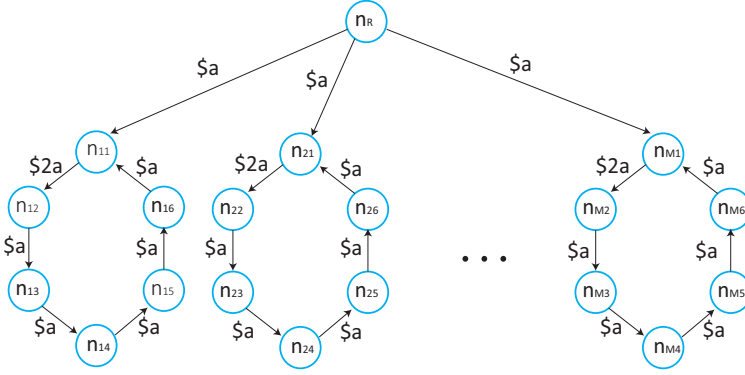 nR
$a $a $a
n11 n21 nM1
$2a $a $2a $a $2a $a
n12 n16 n22 n26 nM2 nM6
$a $a $a $a $a $a
n13 n15 n23 n25 nM3 nM5
$a $a $a $a $a $a
n14 n24 nM4